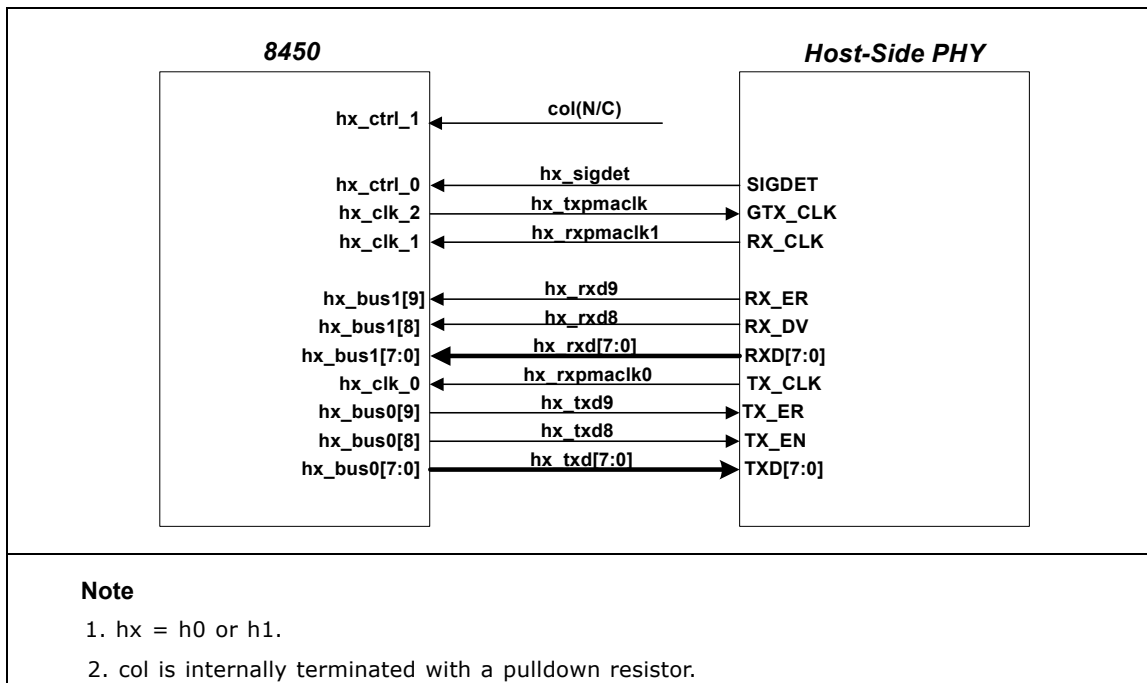 8450 Host-Side PHY
hx_ctrl_1 col(N/C)
hx_ctrl_0 hx_sigdet SIGDET
hx_clk_2 hx_txpmaclk GTX_CLK
hx_clk_1 hx_rxpmaclk1 RX_CLK
hx_bus1[9] hx_rxd9 RX_ER
hx_bus1[8] hx_rxd8 RX_DV
hx_bus1[7:0] hx_rxd[7:0] RXD[7:0]
hx_clk_0 hx_rxpmaclk0 TX_CLK
hx_bus0[9] hx_txd9 TX_ER
hx_bus0[8] hx_txd8 TX_EN
hx_bus0[7:0] hx_txd[7:0] TXD[7:0]
Note
1. hx = h0 or h1.
2. col is internally terminated with a pulldown resistor.